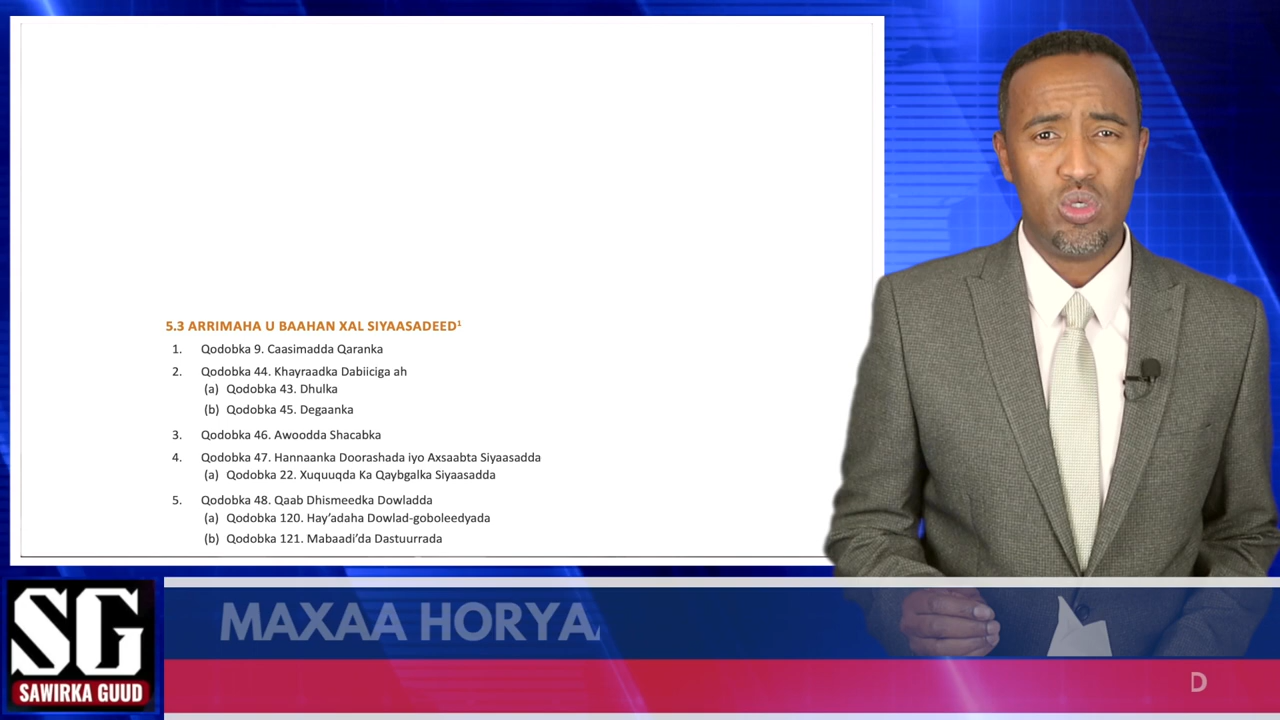 5.3 ARRIMAHA U BAAHAN XAL SIYAASADEED¹
1. Qodobka 9. Caasimadda Qaranka
2. Qodobka 44. Khayraadka Dabiiciga ah
(a) Qodobka 43. Dhulka
(b) Qodobka 45. Degaanka
3. Qodobka 46. Awoodda Shacabka
4. Qodobka 47. Hannaanka Doorashada iyo Axsaabta Siyaasadda
(a) Qodobka 22. Xuquuqda Ka Qaybgalka Siyaasadda
5. Qodobka 48. Qaab Dhismeedka Dowladda
(a) Qodobka 120. Hay’adaha Dowlad-goboleedyada
(b) Qodobka 121. Mabaadi’da Dastuurrada
MAXAA HORYA
D
SG
SAWIRKA GUUD